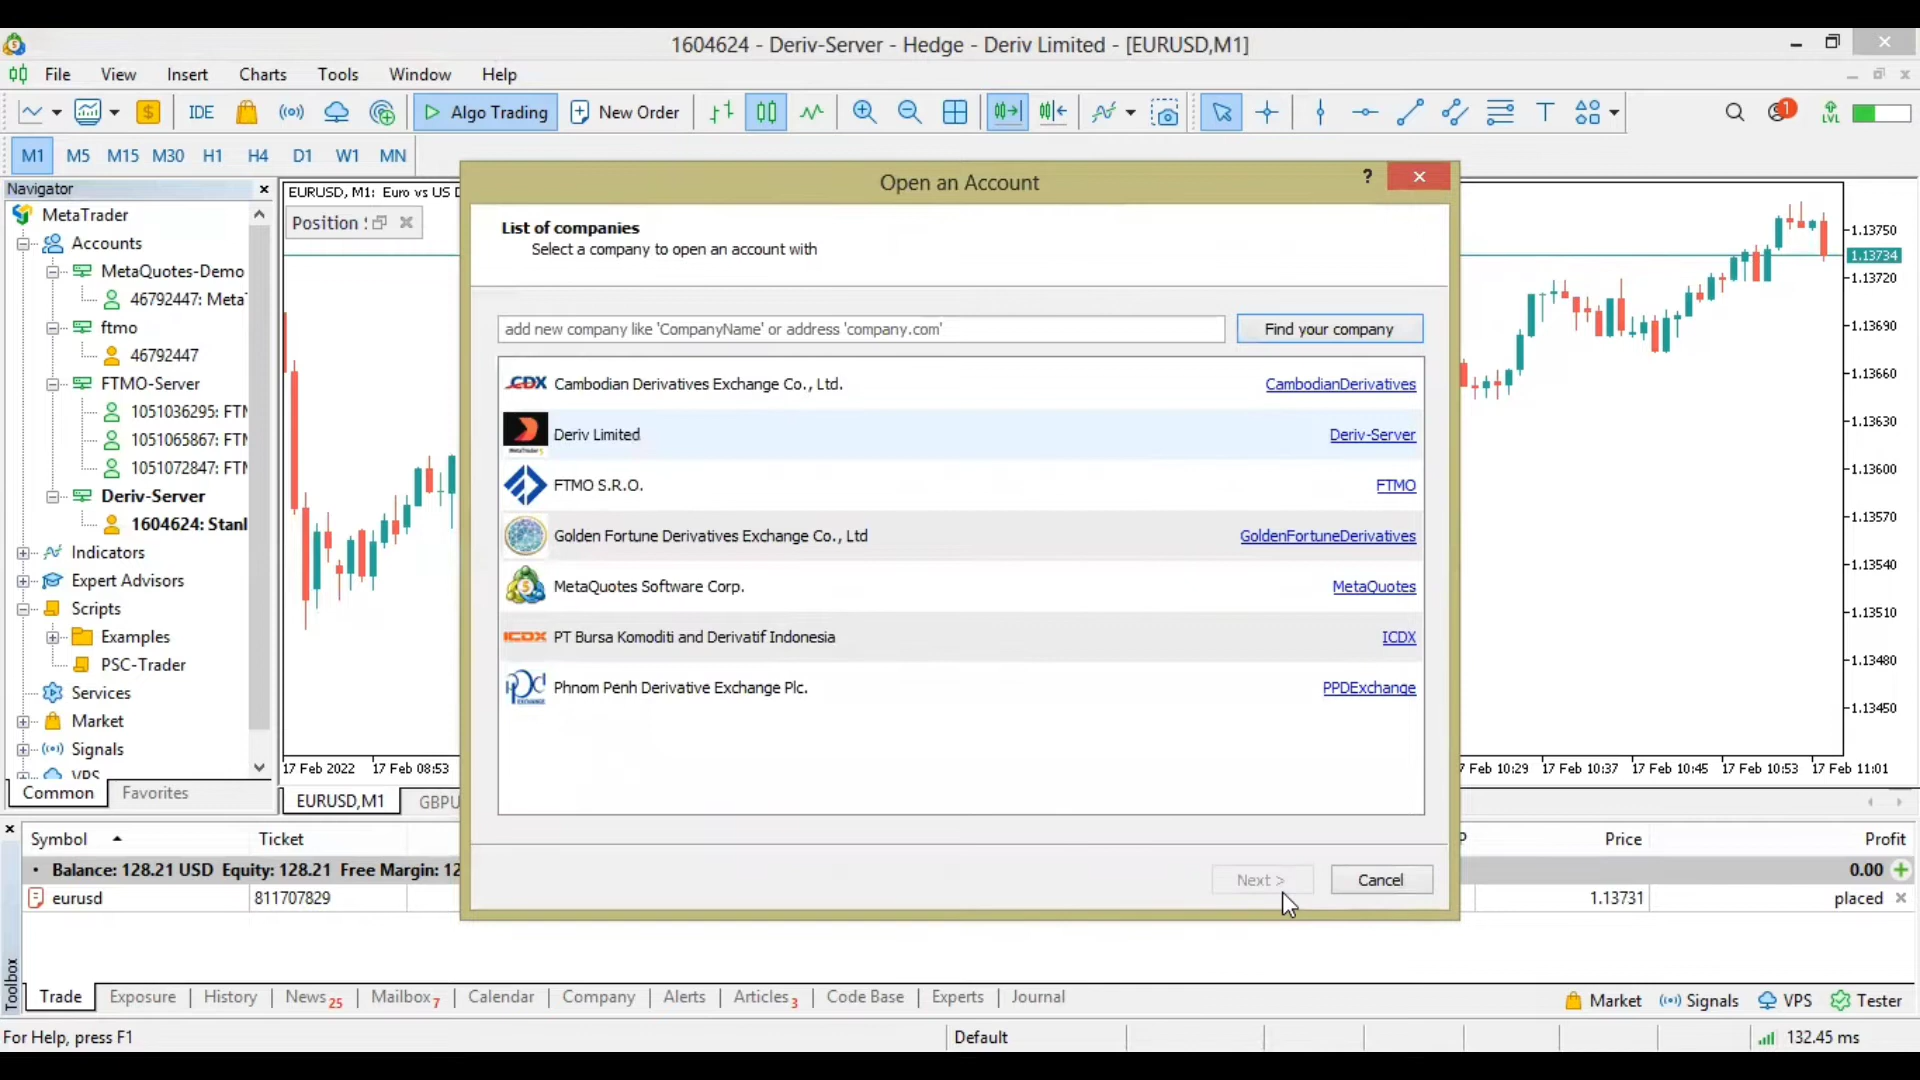 1604624 - Deriv-Server - Hedge - Deriv Limited - [EURUSD,M1]
File View Insert Charts Tools Window Help
IDE Algo Trading New Order 1 LVL
M1 M5 M15 M30 H1 H4 D1 W1 MN
Navigator
MetaTrader
Accounts
MetaQuotes-Demo
46792447: Meta
ftmo
46792447
FTMO-Server
1051036295: FT
1051065867: FT
1051072847: FT
Deriv-Server
1604624: Stanl
Indicators
Expert Advisors
Scripts
Examples
PSC-Trader
Services
Market
Signals
VPS
Common Favorites
EURUSD, M1: Euro vs US D
Position
Open an Account
?
List of companies
Select a company to open an account with
add new company like 'CompanyName' or address 'company.com' Find your company
CDX Cambodian Derivatives Exchange Co., Ltd. CambodianDerivatives
Deriv Limited Deriv-Server
FTMO S.R.O. FTMO
Golden Fortune Derivatives Exchange Co., Ltd GoldenFortuneDerivatives
MetaQuotes Software Corp. MetaQuotes
ICDX PT Bursa Komoditi and Derivatif Indonesia ICDX
Phnom Penh Derivative Exchange Plc. PPDExchange
Next > Cancel
1.13750
1.13734
1.13720
1.13690
1.13660
1.13630
1.13600
1.13570
1.13540
1.13510
1.13480
1.13450
17 Feb 2022 17 Feb 08:53 7 Feb 10:29 17 Feb 10:37 17 Feb 10:45 17 Feb 10:53 17 Feb 11:01
EURUSD,M1 GBPU
Symbol Ticket P Price Profit
Balance: 128.21 USD Equity: 128.21 Free Margin: 12 0.00
eurusd 811707829 1.13731 placed
Toolbox
Trade Exposure History News 25 Mailbox 7 Calendar Company Alerts Articles 3 Code Base Experts Journal
Market Signals VPS Tester
For Help, press F1 Default 132.45 ms